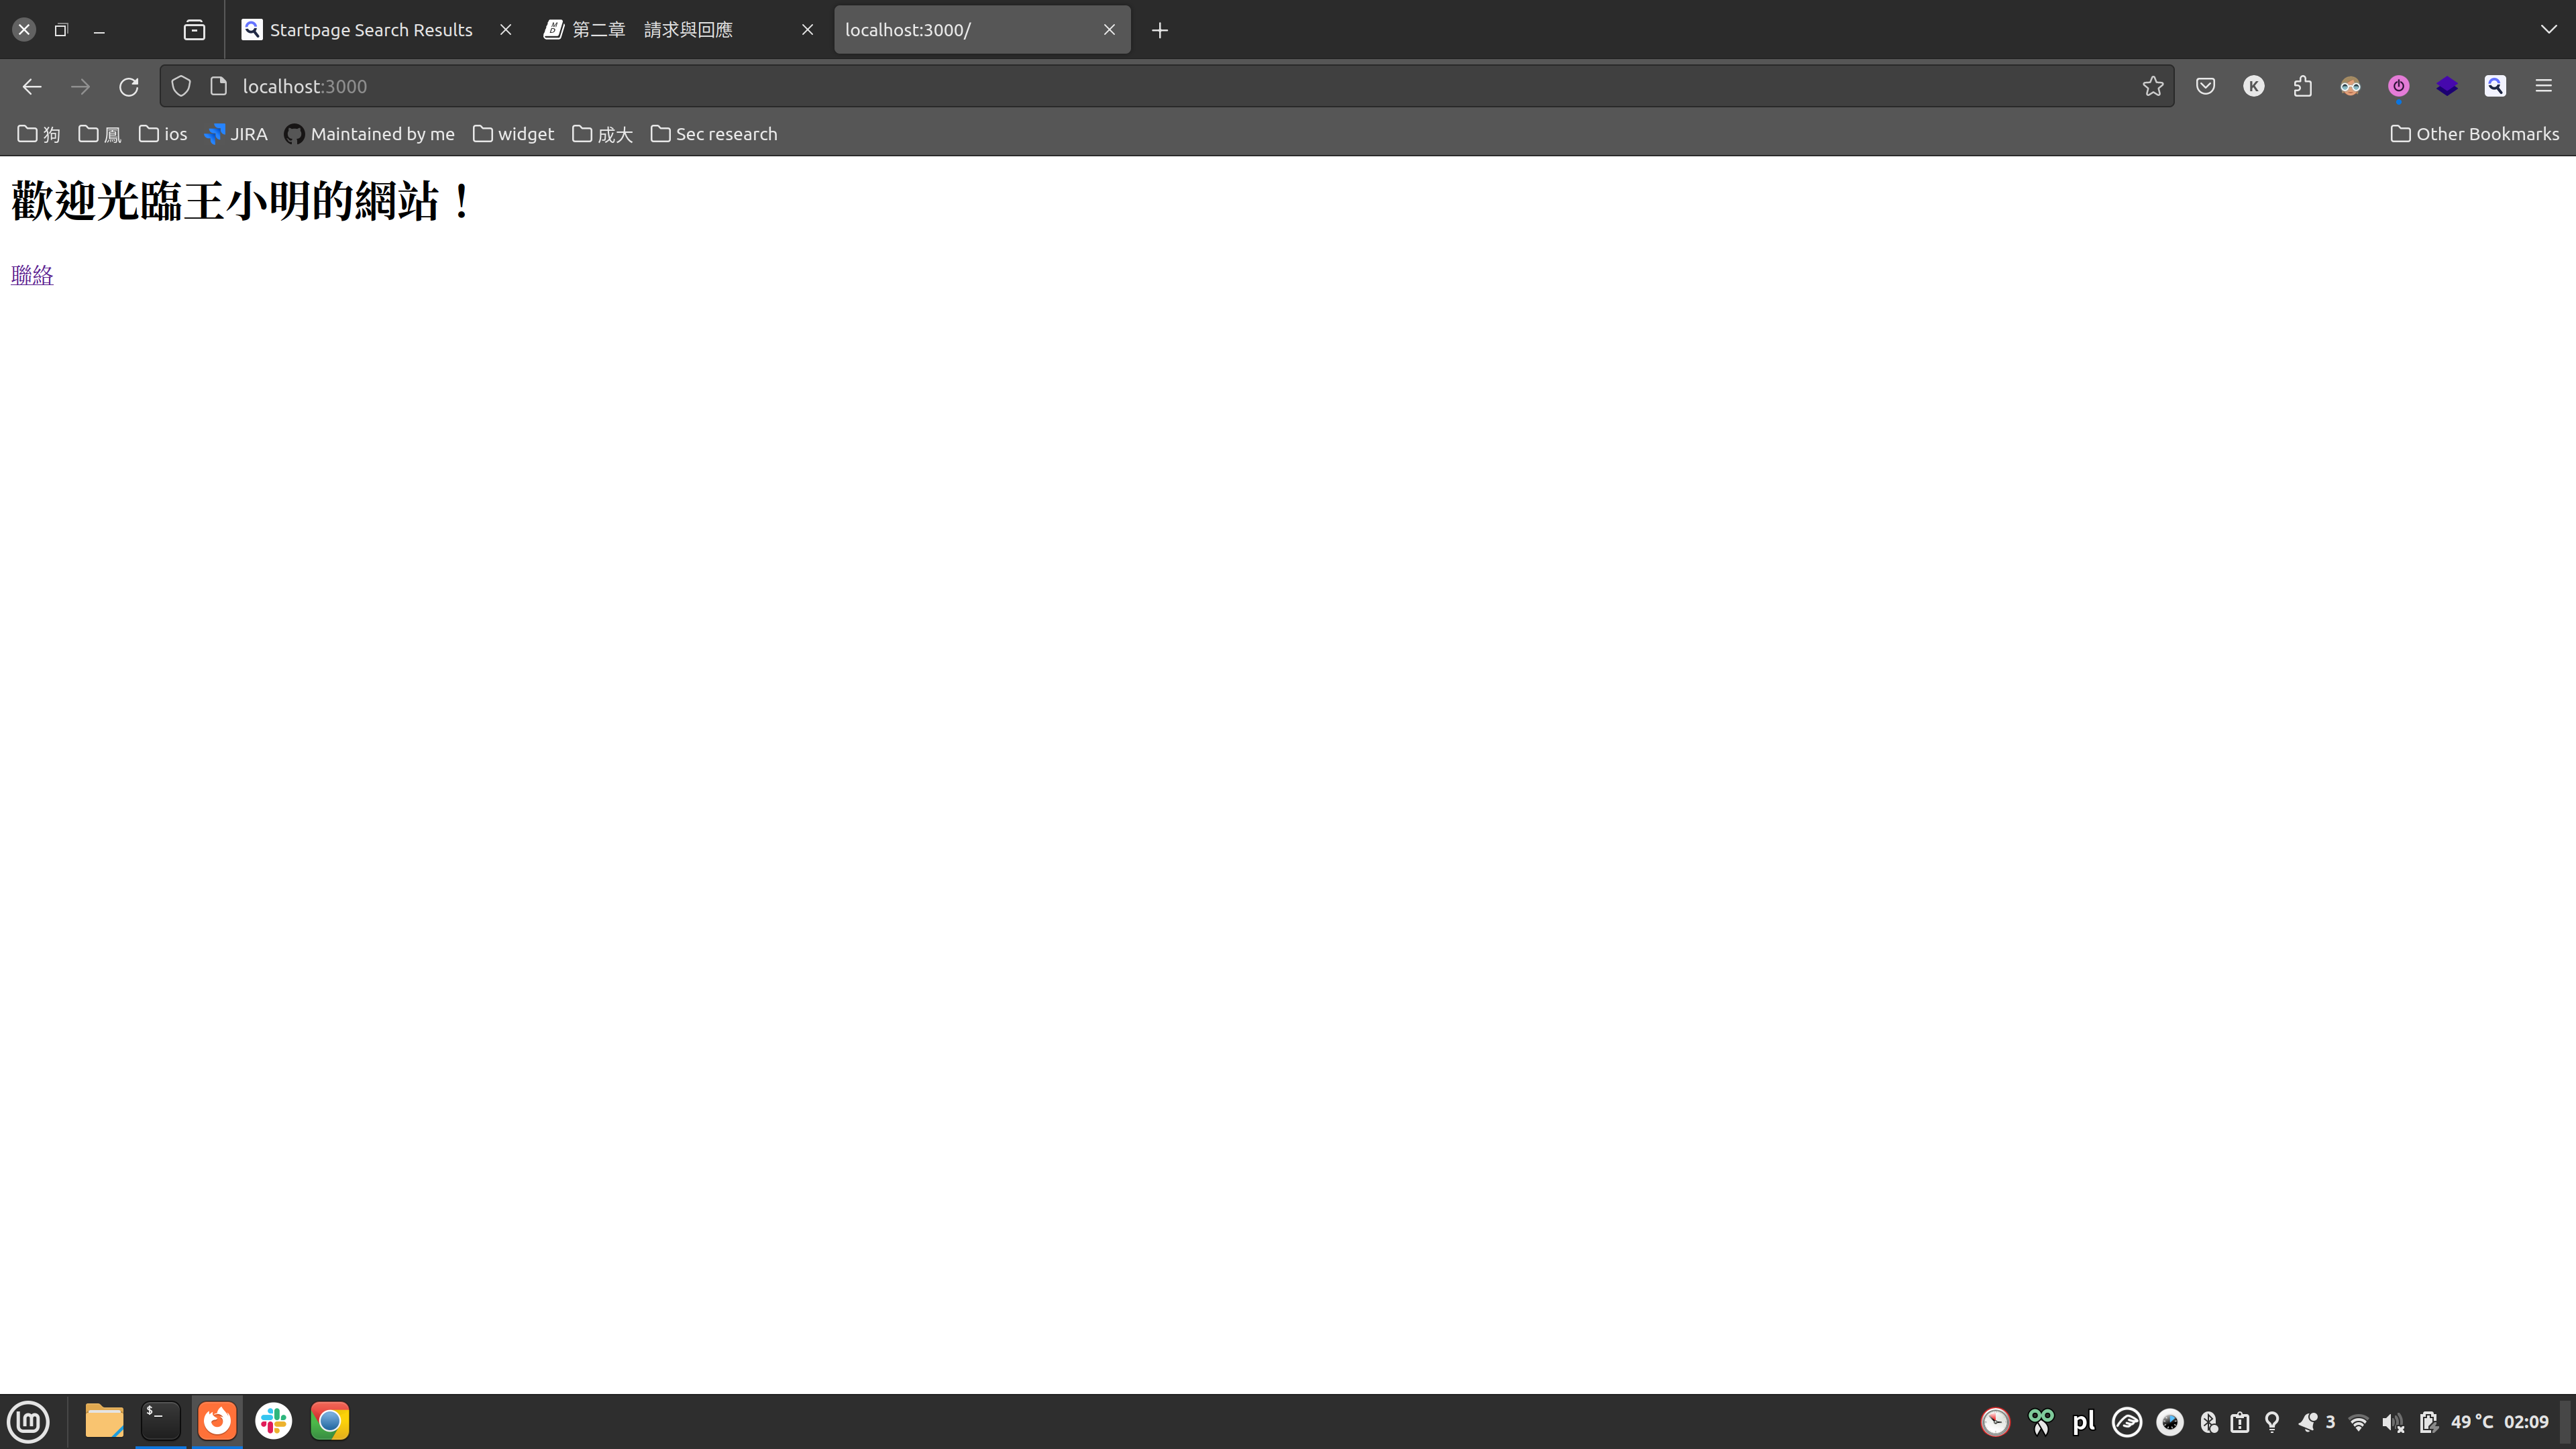 Startpage Search Results
第二章　請求與回應
localhost:3000/
localhost:3000
狗
鳳
ios
JIRA
Maintained by me
widget
成大
Sec research
Other Bookmarks
歡迎光臨王小明的網站！
聯絡
$_
pl
3
49 °C
02:09